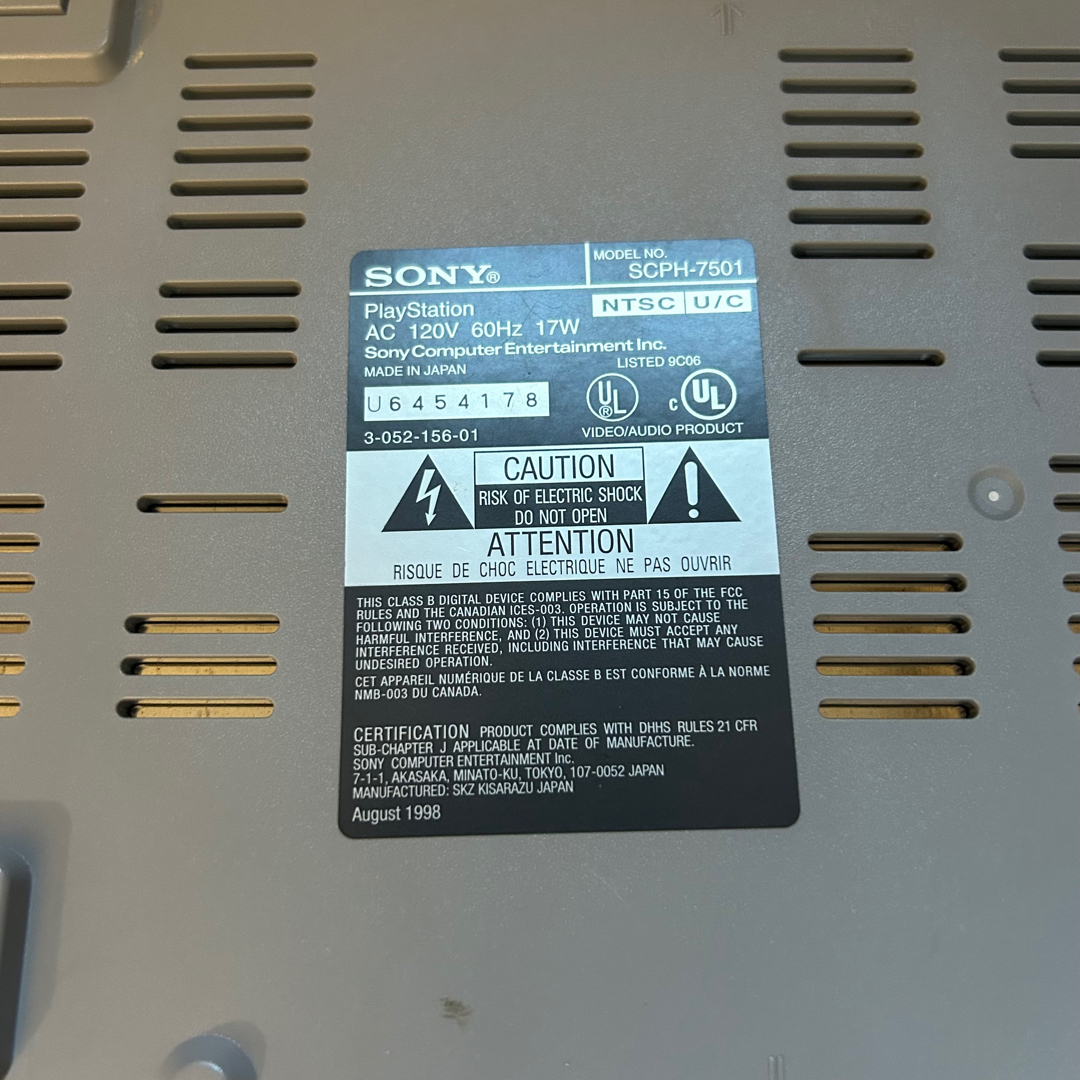 SONY®
MODEL NO.
SCPH-7501
PlayStation
NTSC U/C
AC 120V 60Hz 17W
Sony Computer Entertainment Inc.
MADE IN JAPAN
LISTED 9C06
U6454178
UL ®
C UL
3-052-156-01
VIDEO/AUDIO PRODUCT
CAUTION
RISK OF ELECTRIC SHOCK
DO NOT OPEN
ATTENTION
RISQUE DE CHOC ELECTRIQUE NE PAS OUVRIR
THIS CLASS B DIGITAL DEVICE COMPLIES WITH PART 15 OF THE FCC
RULES AND THE CANADIAN ICES-003. OPERATION IS SUBJECT TO THE
FOLLOWING TWO CONDITIONS: (1) THIS DEVICE MAY NOT CAUSE
HARMFUL INTERFERENCE, AND (2) THIS DEVICE MUST ACCEPT ANY
INTERFERENCE RECEIVED, INCLUDING INTERFERENCE THAT MAY CAUSE
UNDESIRED OPERATION.
CET APPAREIL NUMÉRIQUE DE LA CLASSE B EST CONFORME À LA NORME
NMB-003 DU CANADA.
CERTIFICATION PRODUCT COMPLIES WITH DHHS RULES 21 CFR
SUB-CHAPTER J APPLICABLE AT DATE OF MANUFACTURE.
SONY COMPUTER ENTERTAINMENT Inc.
7-1-1, AKASAKA, MINATO-KU, TOKYO, 107-0052 JAPAN
MANUFACTURED: SKZ KISARAZU JAPAN
August 1998